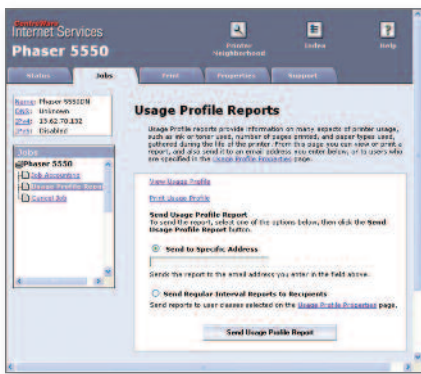 CentreWare
Internet Services
Phaser 5550
Printer Neighborhood
Index
Help
Status
Jobs
Print
Properties
Support
Name: Phaser 5550DN
DNS: Unknown
IPv4: 13.62.70.132
IPv6: Disabled
Jobs
Phaser 5550
Job Accounting
Usage Profile Repo
Cancel Job
Usage Profile Reports
Usage Profile reports provide information on many aspects of printer usage,
such as ink or toner used, number of pages printed, and paper types used,
gathered during the life of the printer. From this page you can view or print a
report, and also send it to an email address you enter below, or to users who
are specified in the Usage Profile Properties page.
View Usage Profile
Print Usage Profile
Send Usage Profile Report
To send the report, select one of the options below, then click the Send
Usage Profile Report button.
Send to Specific Address
Sends the report to the email address you enter in the field above.
Send Regular Interval Reports to Recipients
Send reports to user classes selected on the Usage Profile Properties page.
Send Usage Profile Report